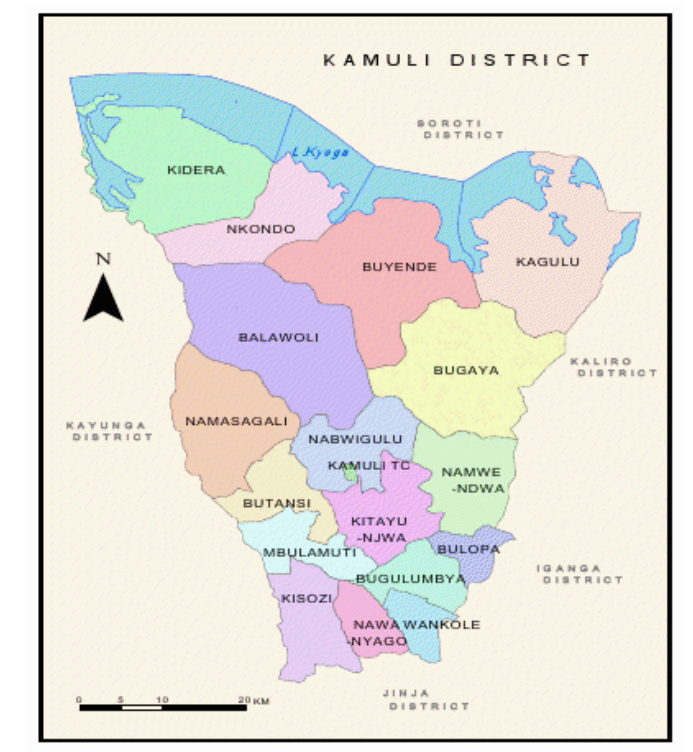 KAMULI DISTRICT
SOROTI
DISTRICT
L.Kyoga
KIDERA
NKONDO
N
BUYENDE
KAGULU
BALAWOLI
BUGAYA
KALIRO
DISTRICT
NAMASAGALI
KAYUNGA
DISTRICT
NABWIGULU
KAMULI TC
NAMWE
-NDWA
BUTANSI
KITAYU
-NJWA
MBULAMUTI
BULOPA
BUGULUMBYA
IGANGA
DISTRICT
KISOZI
NAWA
-NYAGO
WANKOLE
JINJA
DISTRICT
0 5 10 20 KM